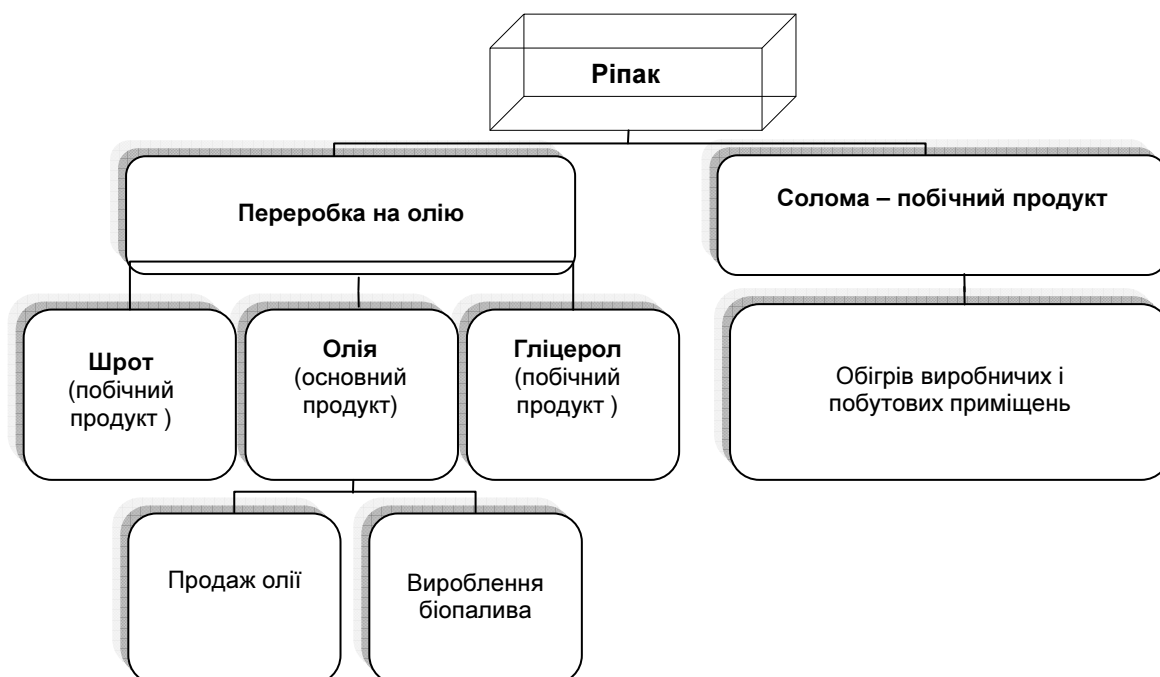 Ріпак
Переробка на олію
Солома – побічний продукт
Шрот
(побічний
продукт )
Олія
(основний
продукт)
Гліцерол
(побічний
продукт )
Обігрів виробничих і
побутових приміщень
Продаж олії
Вироблення
біопалива